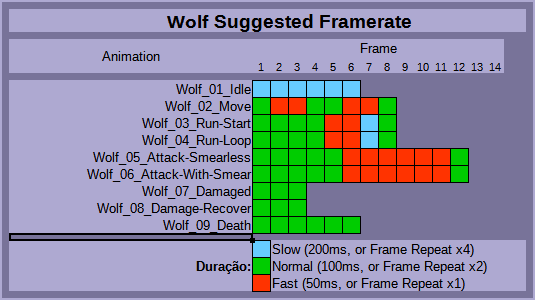 Wolf Suggested Framerate
Animation
Frame
1 2 3 4 5 6 7 8 9 10 11 12 13 14
Wolf_01_Idle
Wolf_02_Move
Wolf_03_Run-Start
Wolf_04_Run-Loop
Wolf_05_Attack-Smearless
Wolf_06_Attack-With-Smear
Wolf_07_Damaged
Wolf_08_Damage-Recover
Wolf_09_Death
Slow (200ms, or Frame Repeat x4)
Duração: Normal (100ms, or Frame Repeat x2)
Fast (50ms, or Frame Repeat x1)